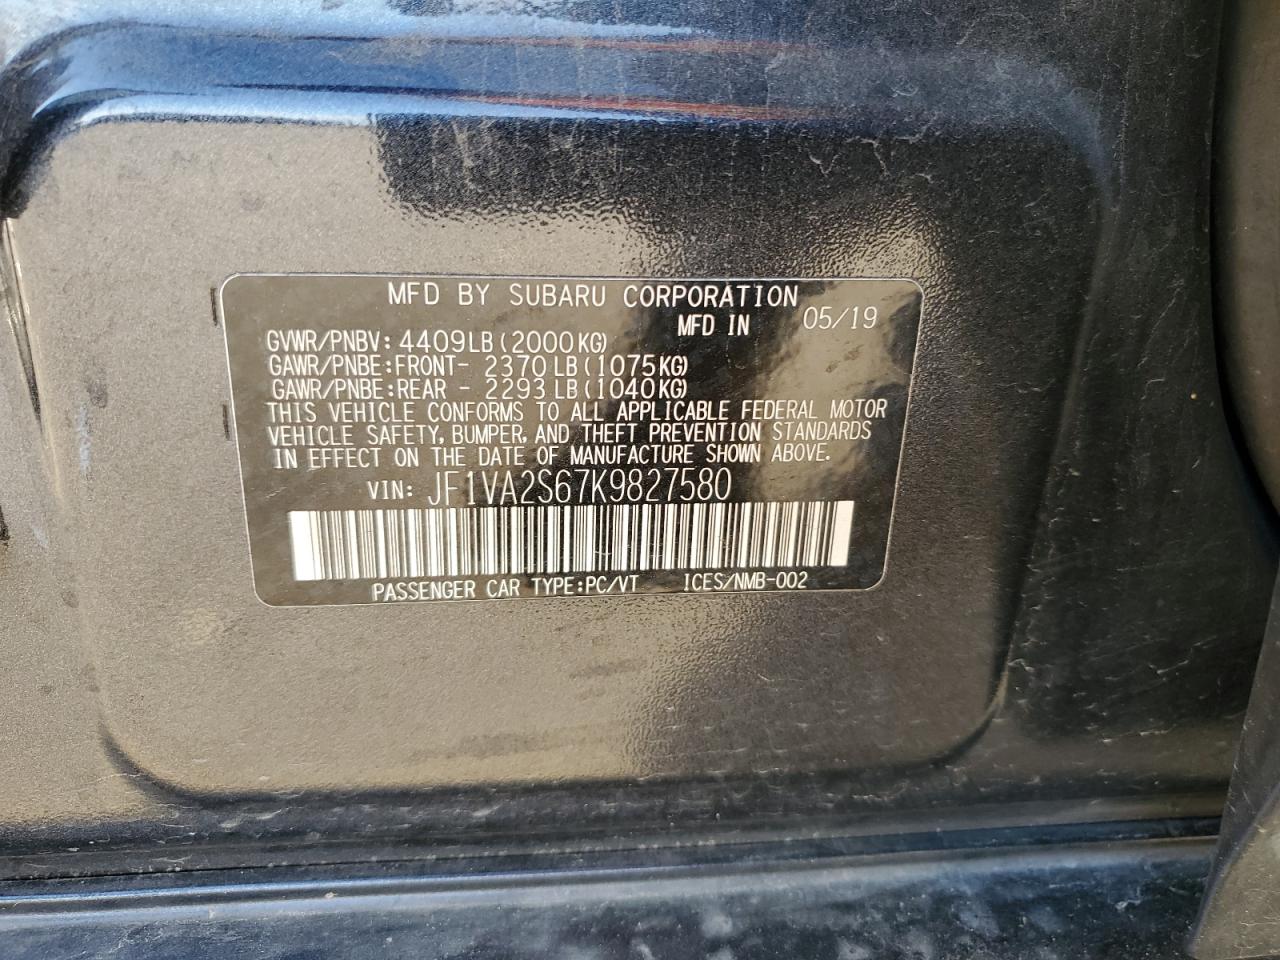 MFD BY SUBARU CORPORATION
MFD IN 05/19
GVWR/PNBV: 4409LB(2000KG)
GAWR/PNBE:FRONT- 2370LB(1075KG)
GAWR/PNBE:REAR - 2293LB(1040KG)
THIS VEHICLE CONFORMS TO ALL APPLICABLE FEDERAL MOTOR
VEHICLE SAFETY, BUMPER, AND THEFT PREVENTION STANDARDS
IN EFFECT ON THE DATE OF MANUFACTURE SHOWN ABOVE.
VIN: JF1VA2S67K9827580
PASSENGER CAR TYPE:PC/VT ICES/NMB-002